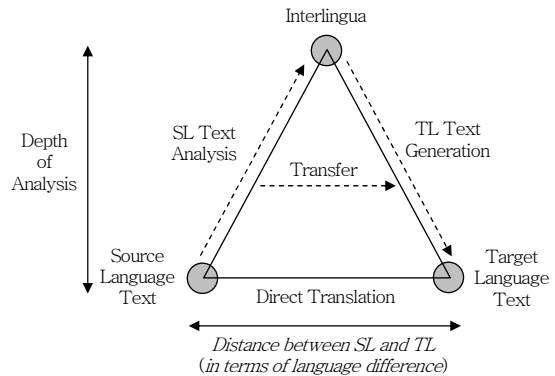 Interlingua
Depth
of
Analysis
SL Text
Analysis
TL Text
Generation
Transfer
Source
Language
Text
Target
Language
Text
Direct Translation
Distance between SL and TL
(in terms of language difference)